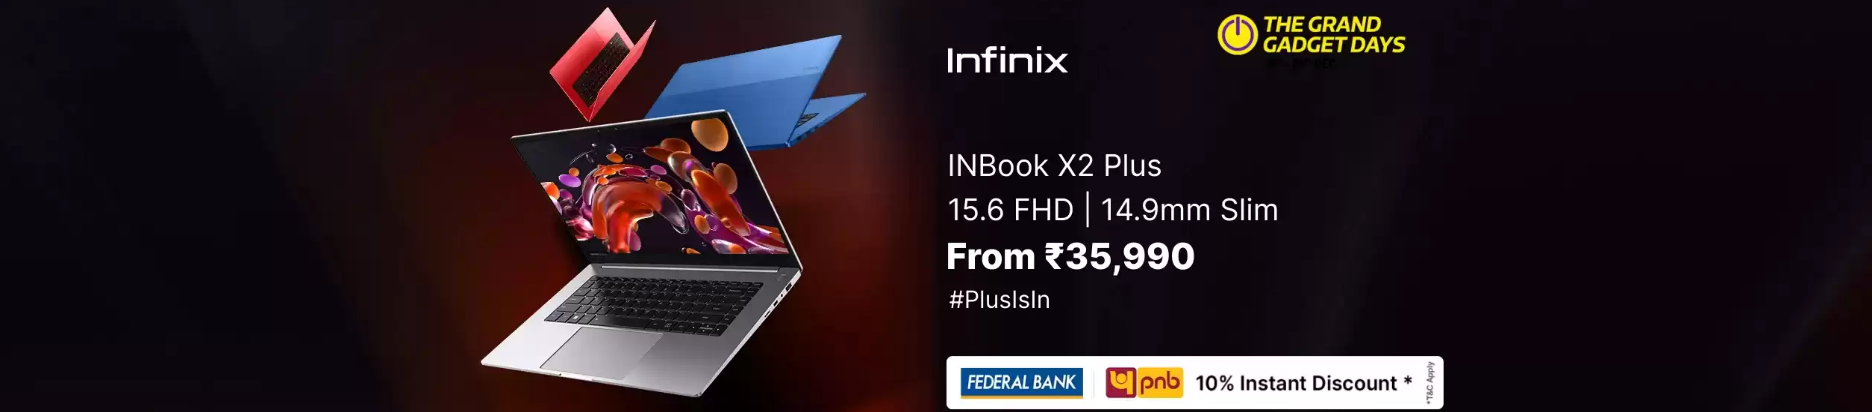 THE GRAND
GADGET DAYS
Infinix
INBook X2 Plus
15.6 FHD | 14.9mm Slim
From ₹35,990
#PlusIsIn
FEDERAL BANK
pnb
10% Instant Discount *
*T&C Apply